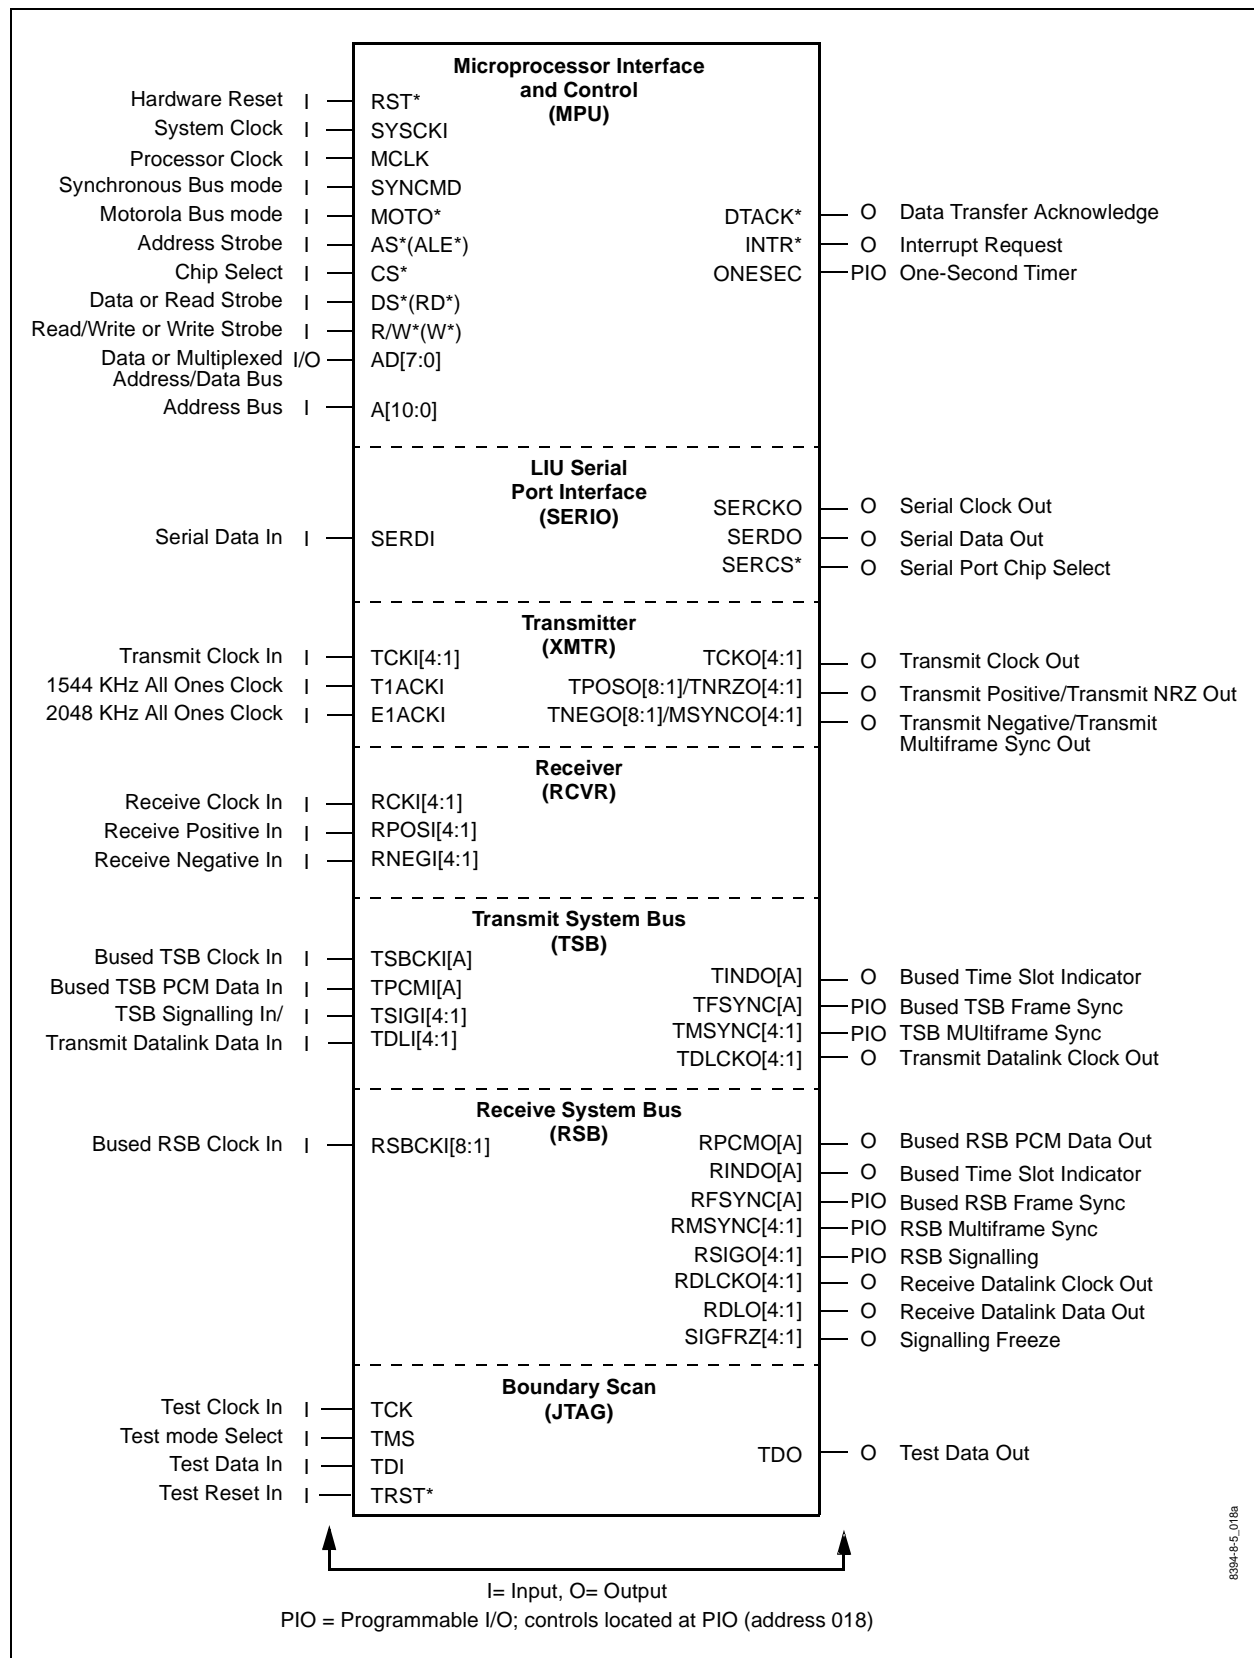 Microprocessor Interface
and Control
(MPU)
Hardware Reset I RST*
System Clock I SYSCKI
Processor Clock I MCLK
Synchronous Bus mode I SYNCMD
Motorola Bus mode I MOTO* DTACK* O Data Transfer Acknowledge
Address Strobe I AS*(ALE*) INTR* O Interrupt Request
Chip Select I CS* ONESEC PIO One-Second Timer
Data or Read Strobe I DS*(RD*)
Read/Write or Write Strobe I R/W*(W*)
Data or Multiplexed I/O AD[7:0]
Address/Data Bus
Address Bus I A[10:0]
LIU Serial
Port Interface
(SERIO)
SERCKO O Serial Clock Out
Serial Data In I SERDI SERDO O Serial Data Out
SERCS* O Serial Port Chip Select
Transmitter
(XMTR)
Transmit Clock In I TCKI[4:1] TCKO[4:1] O Transmit Clock Out
1544 KHz All Ones Clock I T1ACKI TPOSO[8:1]/TNRZO[4:1] O Transmit Positive/Transmit NRZ Out
2048 KHz All Ones Clock I E1ACKI TNEGO[8:1]/MSYNCO[4:1] O Transmit Negative/Transmit
Multiframe Sync Out
Receiver
(RCVR)
Receive Clock In I RCKI[4:1]
Receive Positive In I RPOSI[4:1]
Receive Negative In I RNEGI[4:1]
Transmit System Bus
(TSB)
Bused TSB Clock In I TSBCKI[A]
TINDO[A] O Bused Time Slot Indicator
Bused TSB PCM Data In I TPCMI[A]
TFSYNC[A] PIO Bused TSB Frame Sync
TSB Signalling In/ I TSIGI[4:1]
TMSYNC[4:1] PIO TSB MUltiframe Sync
Transmit Datalink Data In I TDLI[4:1]
TDLCKO[4:1] O Transmit Datalink Clock Out
Receive System Bus
(RSB)
Bused RSB Clock In I RSBCKI[8:1] RPCMO[A] O Bused RSB PCM Data Out
RINDO[A] O Bused Time Slot Indicator
RFSYNC[A] PIO Bused RSB Frame Sync
RMSYNC[4:1] PIO RSB Multiframe Sync
RSIGO[4:1] PIO RSB Signalling
RDLCKO[4:1] O Receive Datalink Clock Out
RDLO[4:1] O Receive Datalink Data Out
SIGFRZ[4:1] O Signalling Freeze
Boundary Scan
(JTAG)
Test Clock In I TCK
Test mode Select I TMS
TDO O Test Data Out
Test Data In I TDI
Test Reset In I TRST*
I= Input, O= Output
PIO = Programmable I/O; controls located at PIO (address 018)
8394-8-5_018a